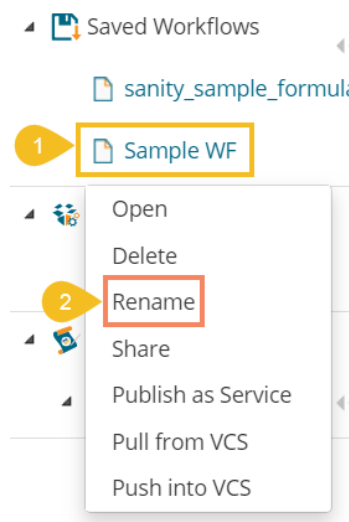 Saved Workflows
sanity_sample_formula
1
Sample WF
Open
Delete
2
Rename
Share
Publish as Service
Pull from VCS
Push into VCS